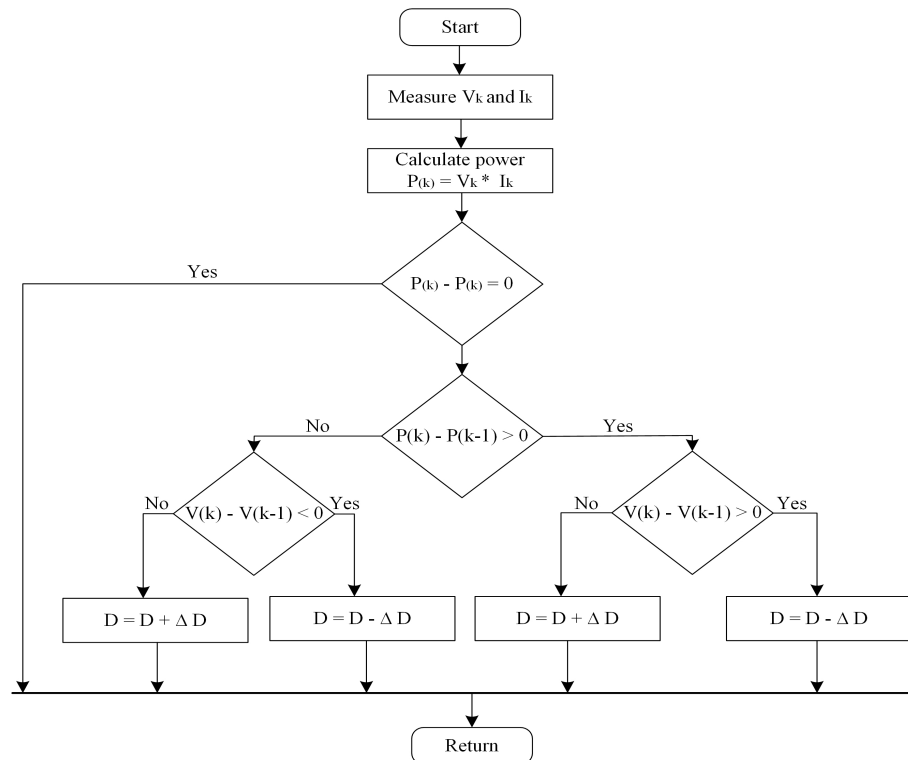 Start
Measure Vk and Ik
Calculate power
P(k) = Vk * Ik
Yes
P(k) - P(k) = 0
No
P(k) - P(k-1) > 0
Yes
No
V(k) - V(k-1) < 0
Yes
No
V(k) - V(k-1) > 0
Yes
D = D + Δ D
D = D - Δ D
D = D + Δ D
D = D - Δ D
Return